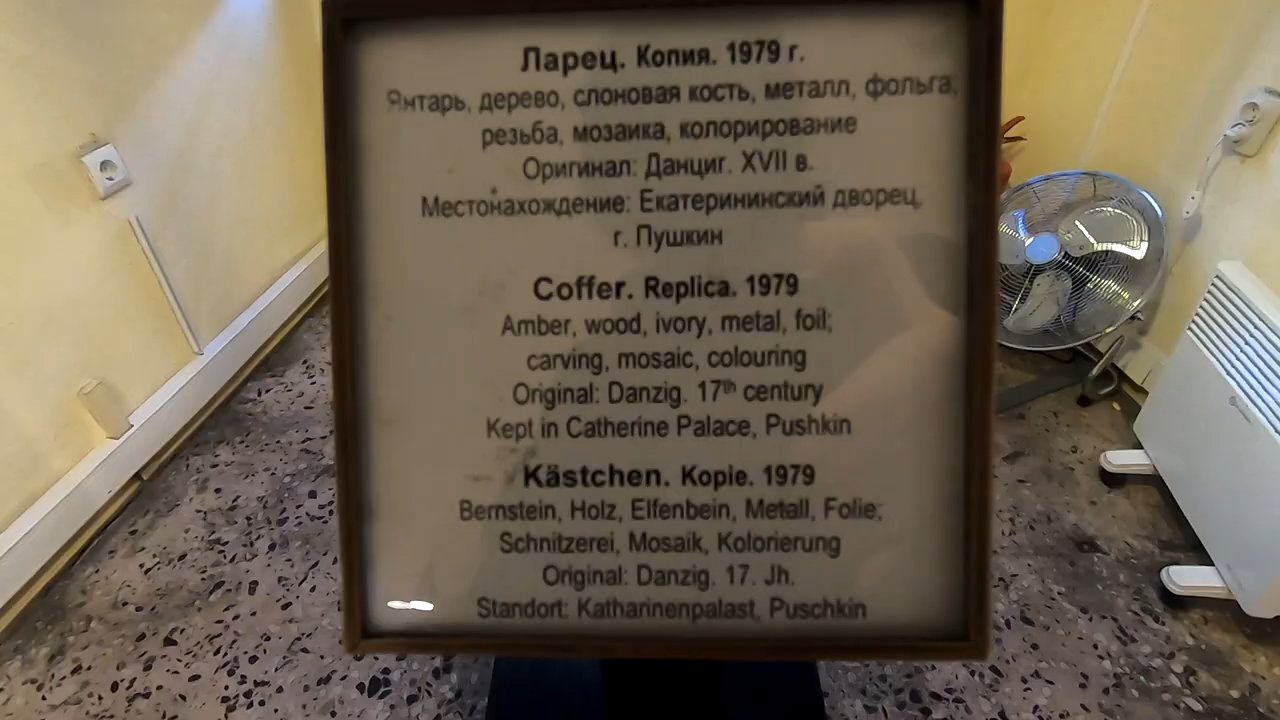 Ларец. Копия. 1979 г.
Янтарь, дерево, слоновая кость, металл, фольга;
резьба, мозаика, колорирование
Оригинал: Данциг. XVII в.
Местонахождение: Екатерининский дворец,
г. Пушкин
Coffer. Replica. 1979
Amber, wood, ivory, metal, foil;
carving, mosaic, colouring
Original: Danzig. 17th century
Kept in Catherine Palace, Pushkin
Kästchen. Kopie. 1979
Bernstein, Holz, Elfenbein, Metall, Folie;
Schnitzerei, Mosaik, Kolorierung
Original: Danzig. 17. Jh.
Standort: Katharinenpalast, Puschkin